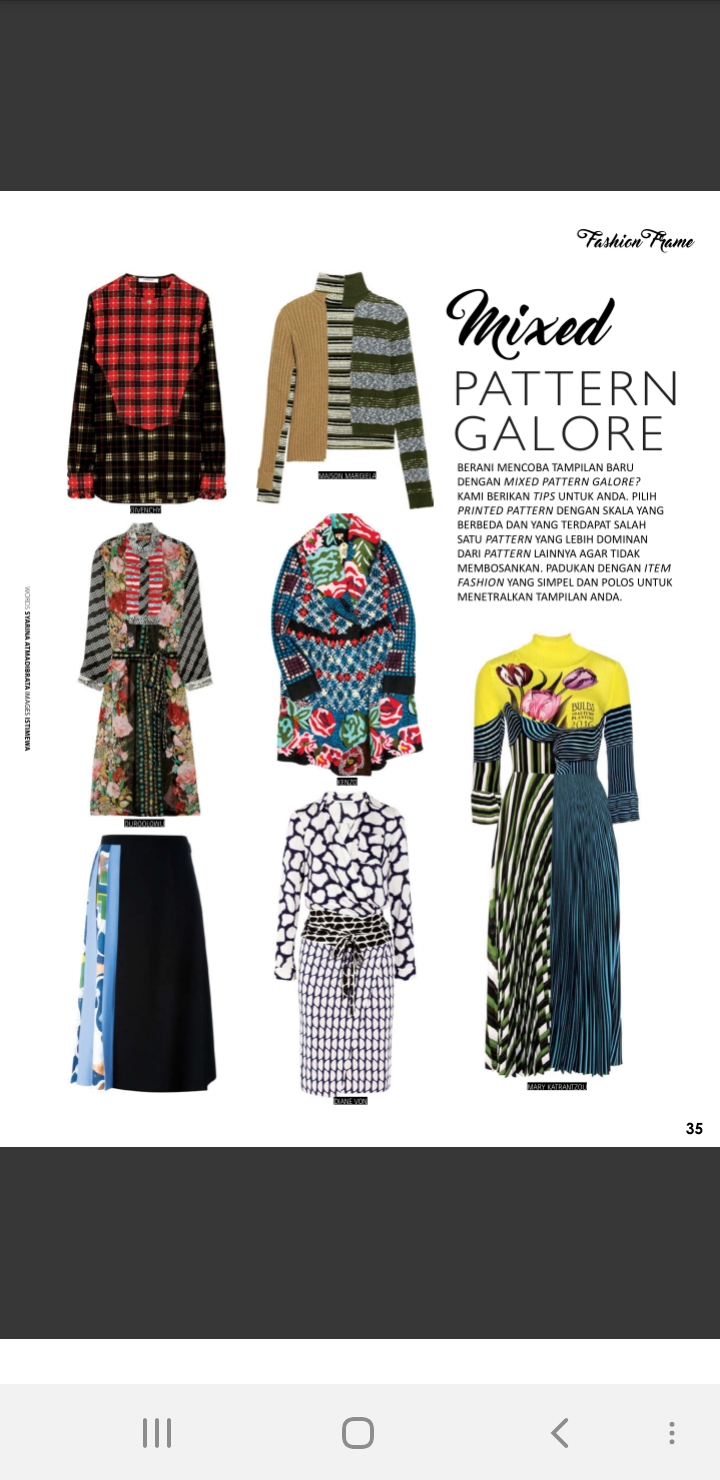 Fashion Frame
Mixed
PATTERN
GALORE
BERANI MENCOBA TAMPILAN BARU
DENGAN MIXED PATTERN GALORE?
KAMI BERIKAN TIPS UNTUK ANDA. PILIH
PRINTED PATTERN DENGAN SKALA YANG
BERBEDA DAN YANG TERDAPAT SALAH
SATU PATTERN YANG LEBIH DOMINAN
DARI PATTERN LAINNYA AGAR TIDAK
MEMBOSANKAN. PADUKAN DENGAN ITEM
FASHION YANG SIMPEL DAN POLOS UNTUK
MENETRALKAN TAMPILAN ANDA.
GIVENCHY
MAISON MARGIELA
WORDS SYARINA ATMADIBRATA IMAGES ISTIMEWA
DUROOLOWU
KENZO
BULBS
2016
DIANE VON
MARY KATRANTZOU
35